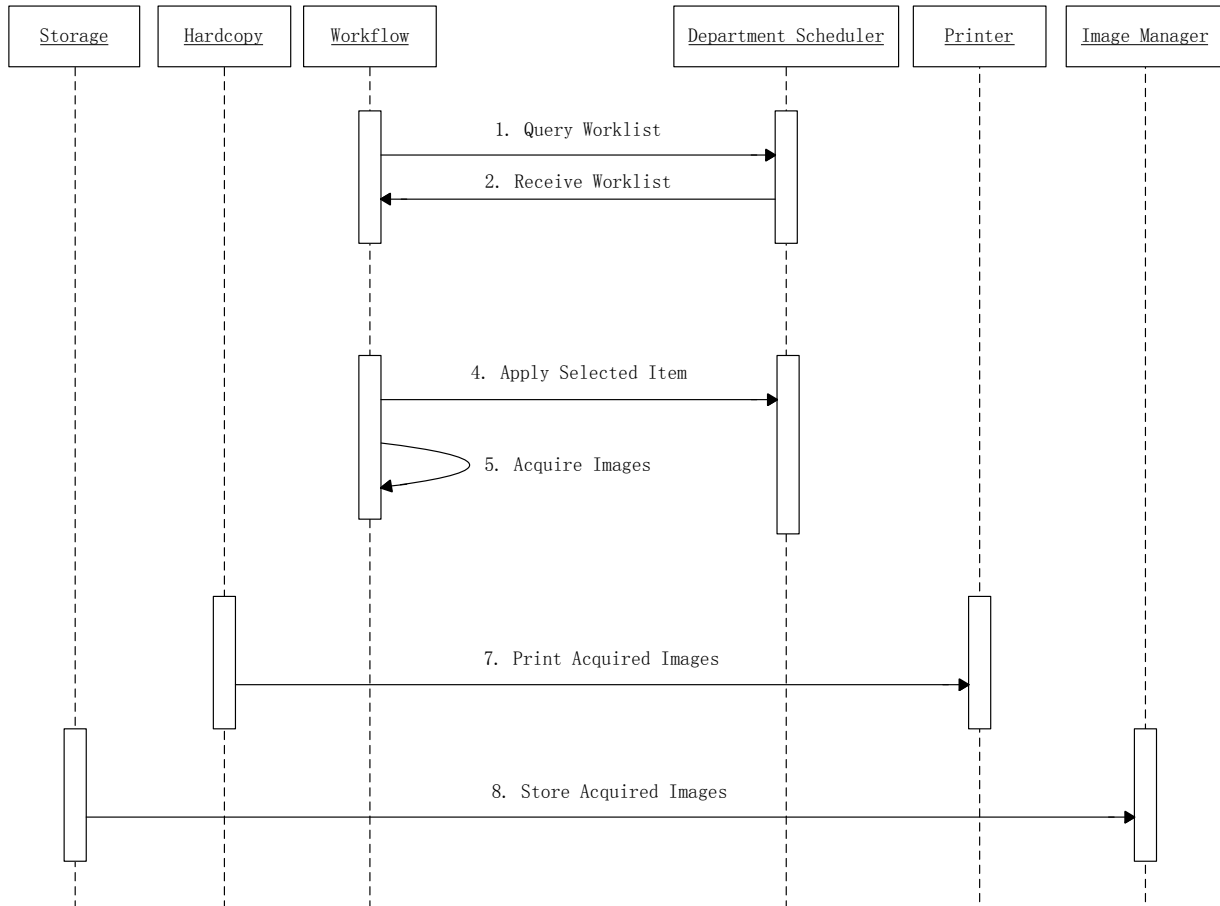 Storage
Hardcopy
Workflow
Department Scheduler
Printer
Image Manager
1. Query Worklist
2. Receive Worklist
4. Apply Selected Item
5. Acquire Images
7. Print Acquired Images
8. Store Acquired Images